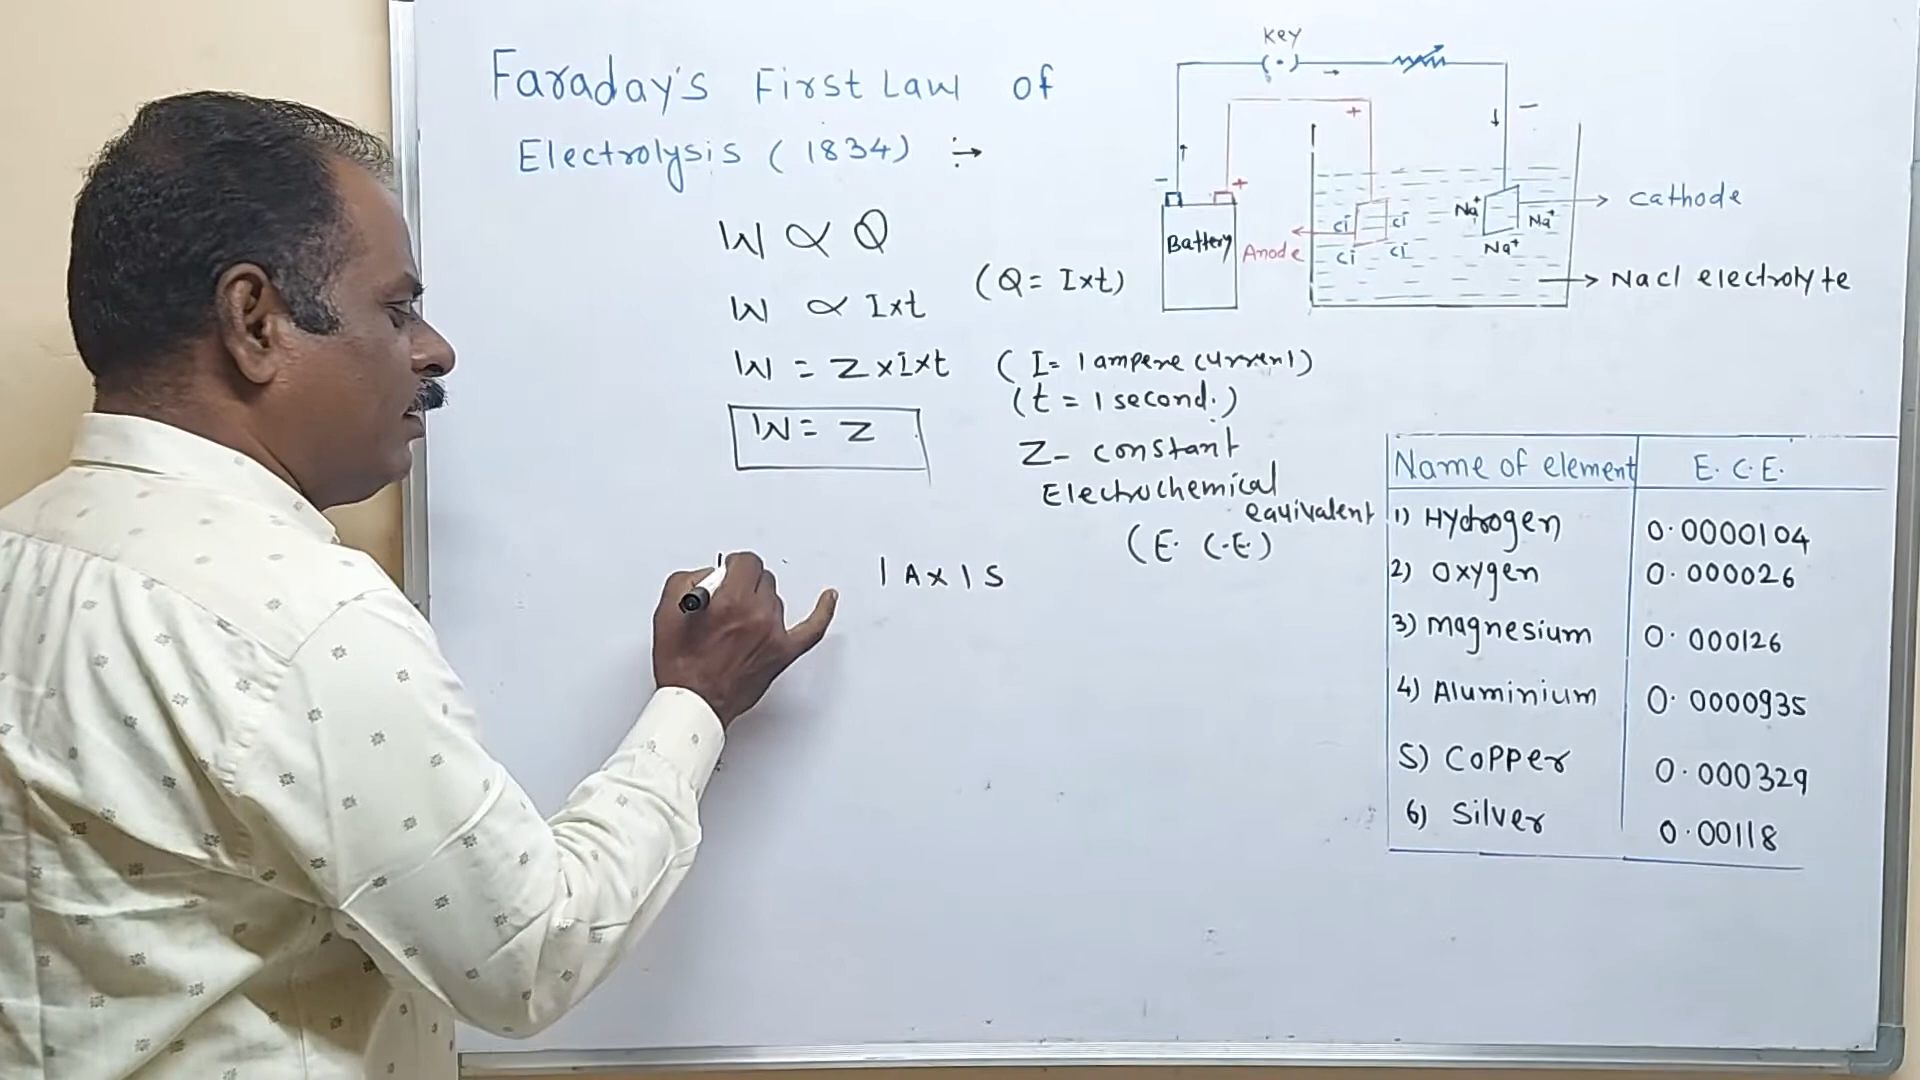 Faraday's First Law of
Electrolysis (1834) ÷→
W ∝ Q
W ∝ I×t (Q = I×t)
W = Z×I×t (I = 1 ampere current)
(t = 1 second.)
W = Z
Z - constant
Electrochemical
equivalent
(E. C.E)
1 A × 1 S
Key
+
−
− +
Battery
Anode
Cl⁻ Cl⁻
Cl⁻ Cl⁻
Na⁺ Na⁺
Na⁺
cathode
Nacl electrolyte
Name of element E. C. E.
1) Hydrogen 0.0000104
2) Oxygen 0.000026
3) Magnesium 0.000126
4) Aluminium 0.0000935
5) Copper 0.000329
6) Silver 0.00118